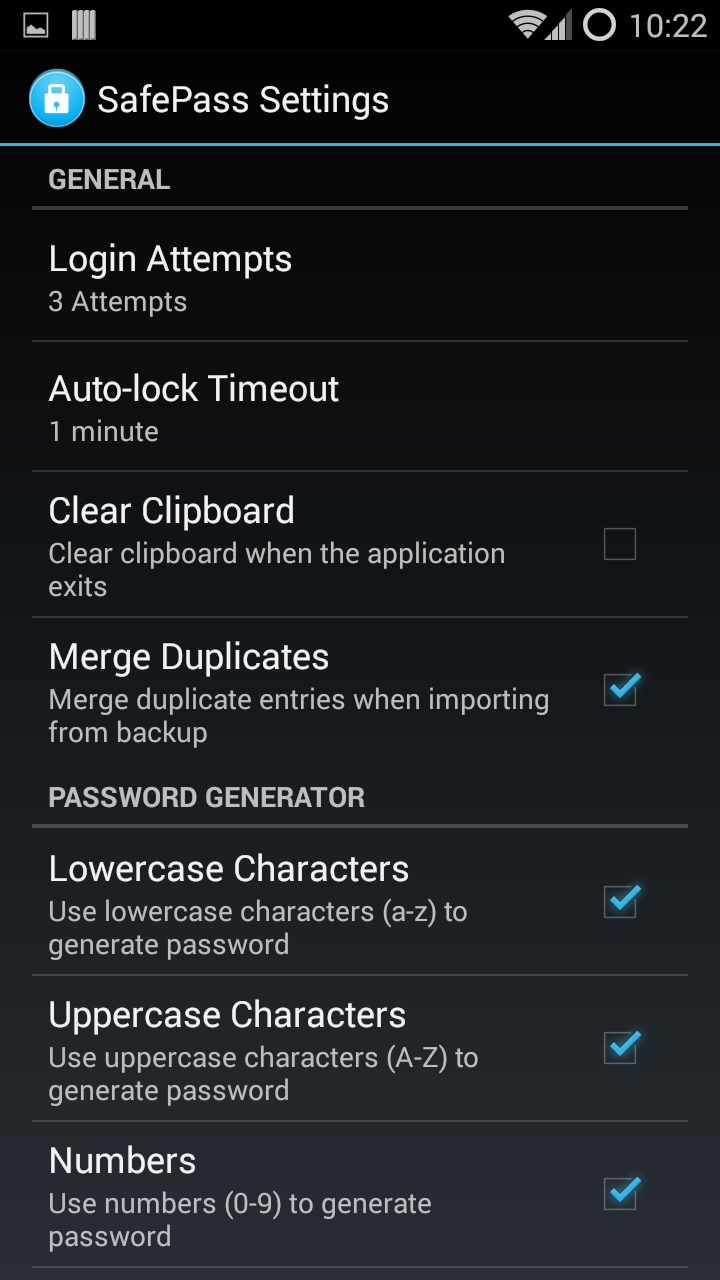 10:22
SafePass Settings
GENERAL
Login Attempts
3 Attempts
Auto-lock Timeout
1 minute
Clear Clipboard
Clear clipboard when the application
exits
Merge Duplicates
Merge duplicate entries when importing
from backup
PASSWORD GENERATOR
Lowercase Characters
Use lowercase characters (a-z) to
generate password
Uppercase Characters
Use uppercase characters (A-Z) to
generate password
Numbers
Use numbers (0-9) to generate
password